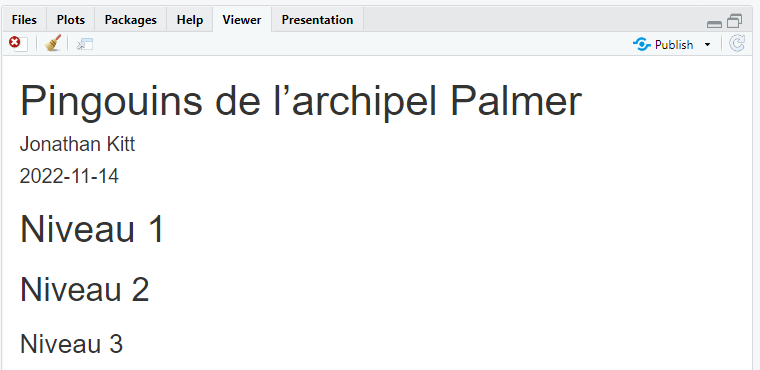 Files Plots Packages Help Viewer Presentation
Publish
Pingouins de l’archipel Palmer
Jonathan Kitt
2022-11-14
Niveau 1
Niveau 2
Niveau 3